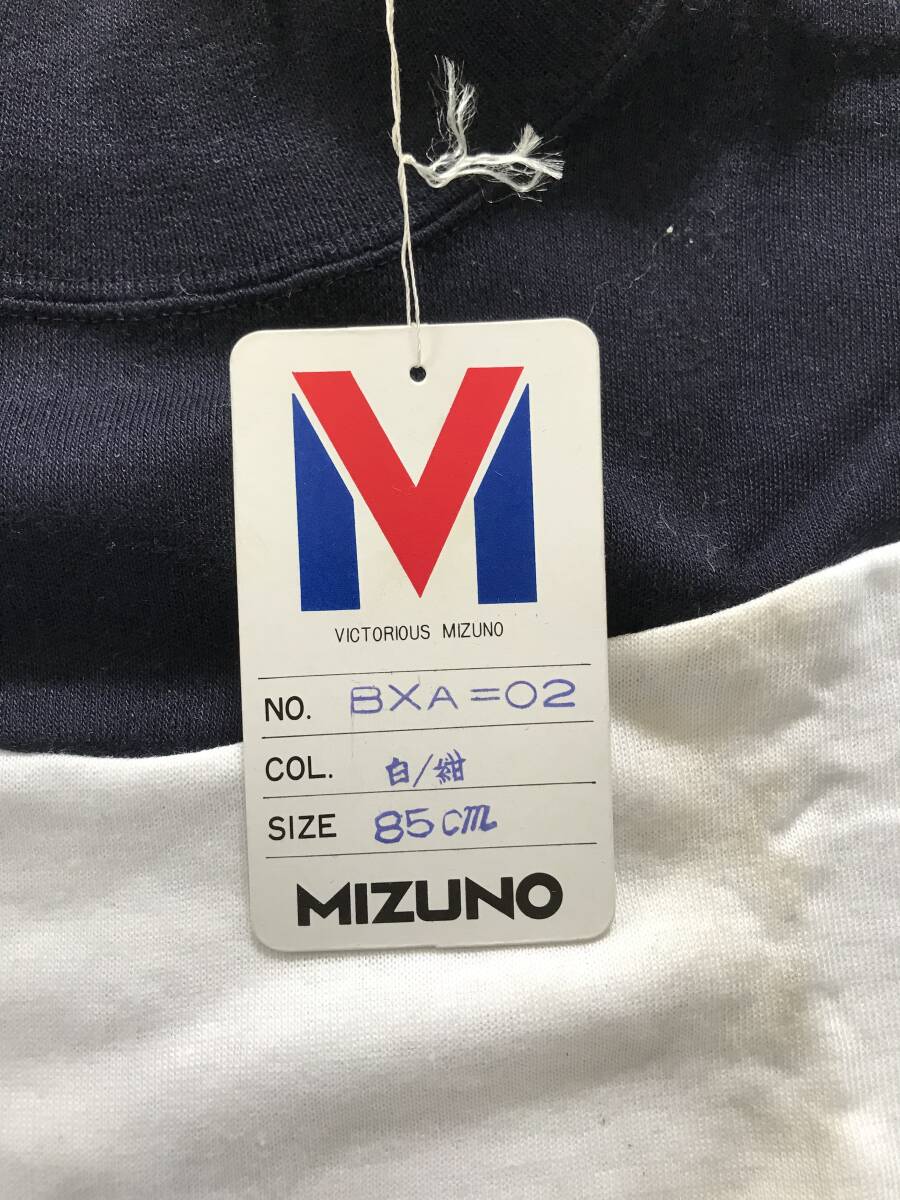 VICTORIOUS MIZUNO
NO. BXA=02
COL. 白/紺
SIZE 85cm
MIZUNO